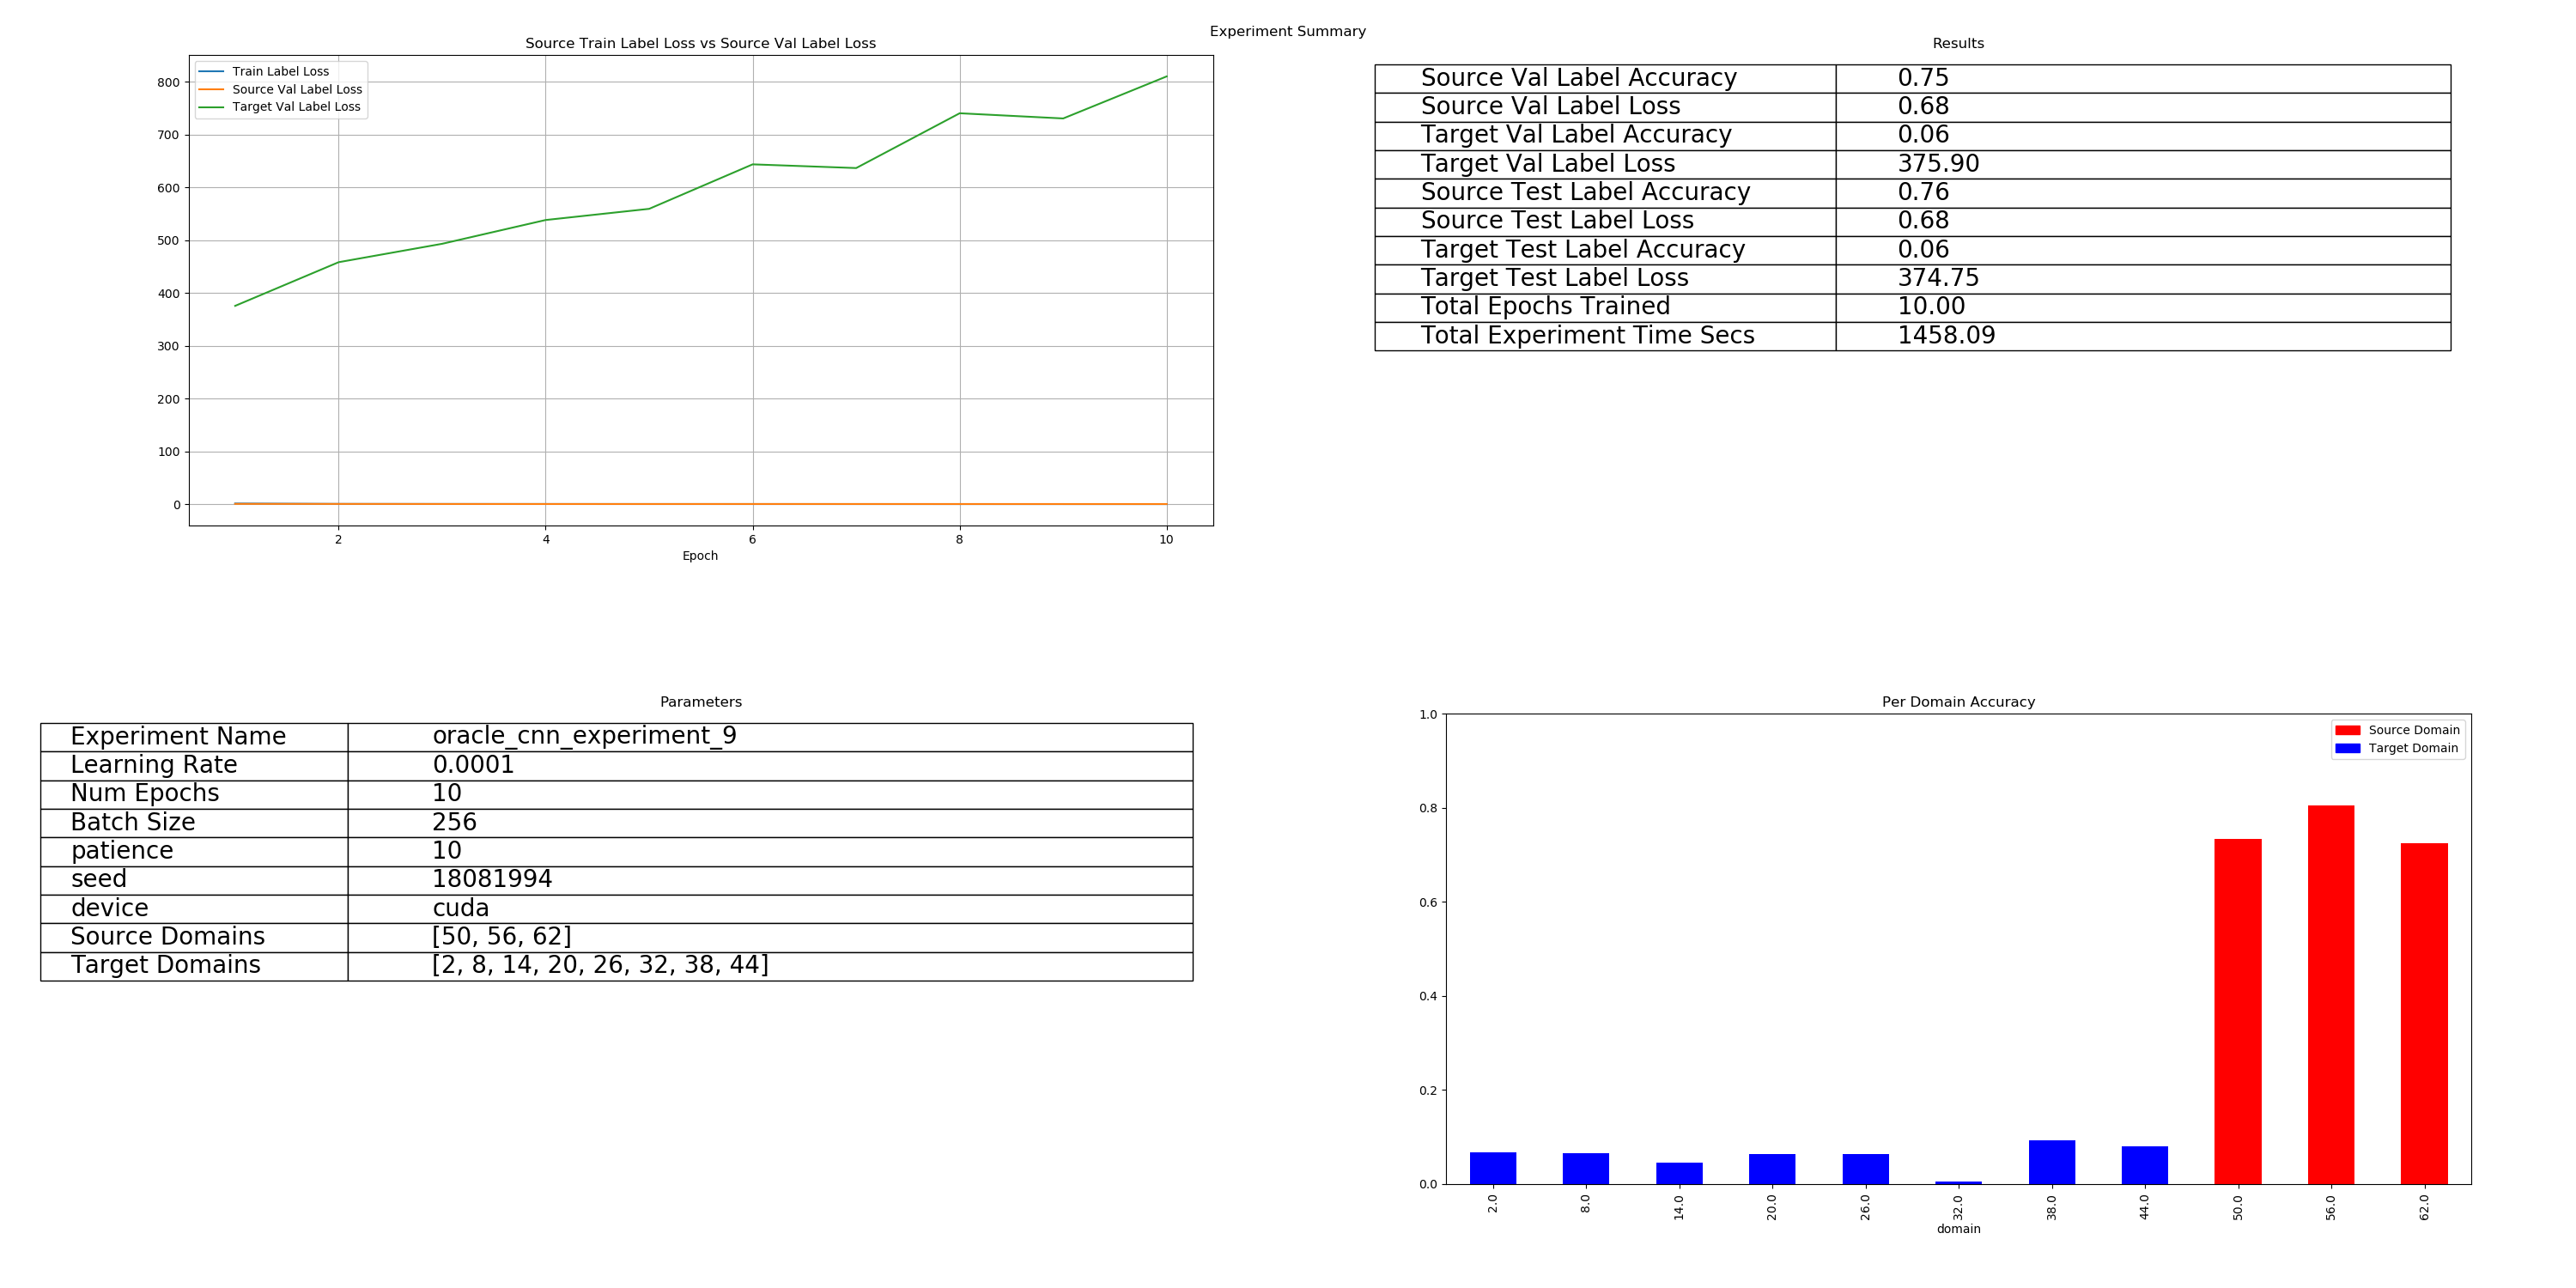 Experiment Summary
Source Train Label Loss vs Source Val Label Loss
Train Label Loss
Source Val Label Loss
Target Val Label Loss
800
700
600
500
400
300
200
100
0
2 4 6 8 10
Epoch
Results
Source Val Label Accuracy 0.75
Source Val Label Loss 0.68
Target Val Label Accuracy 0.06
Target Val Label Loss 375.90
Source Test Label Accuracy 0.76
Source Test Label Loss 0.68
Target Test Label Accuracy 0.06
Target Test Label Loss 374.75
Total Epochs Trained 10.00
Total Experiment Time Secs 1458.09
Parameters
Experiment Name oracle_cnn_experiment_9
Learning Rate 0.0001
Num Epochs 10
Batch Size 256
patience 10
seed 18081994
device cuda
Source Domains [50, 56, 62]
Target Domains [2, 8, 14, 20, 26, 32, 38, 44]
Per Domain Accuracy
Source Domain
Target Domain
1.0
0.8
0.6
0.4
0.2
0.0
2.0 8.0 14.0 20.0 26.0 32.0 38.0 44.0 50.0 56.0 62.0
domain